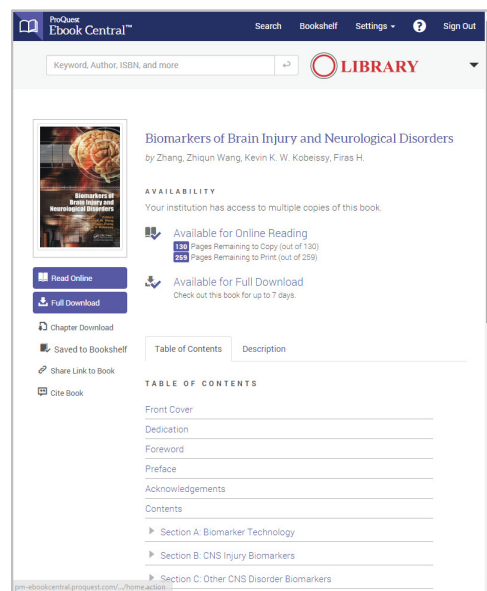 ProQuest
Ebook Central™
Search Bookshelf Settings ? Sign Out
Keyword, Author, ISBN, and more
LIBRARY
Biomarkers of Brain Injury and Neurological Disorders
by Zhang, Zhiqun Wang, Kevin K. W. Kobeissy, Firas H.
Biomarkers of
Brain Injury and
Neurological Disorders
AVAILABILITY
Your institution has access to multiple copies of this book.
Available for Online Reading
130 Pages Remaining to Copy (out of 130)
259 Pages Remaining to Print (out of 259)
Available for Full Download
Check out this book for up to 7 days.
Read Online
Full Download
Chapter Download
Saved to Bookshelf
Share Link to Book
Cite Book
Table of Contents Description
TABLE OF CONTENTS
Front Cover
Dedication
Foreword
Preface
Acknowledgements
Contents
Section A: Biomarker Technology
Section B: CNS Injury Biomarkers
Section C: Other CNS Disorder Biomarkers
pm-ebookcentral.proquest.com/.../home.action